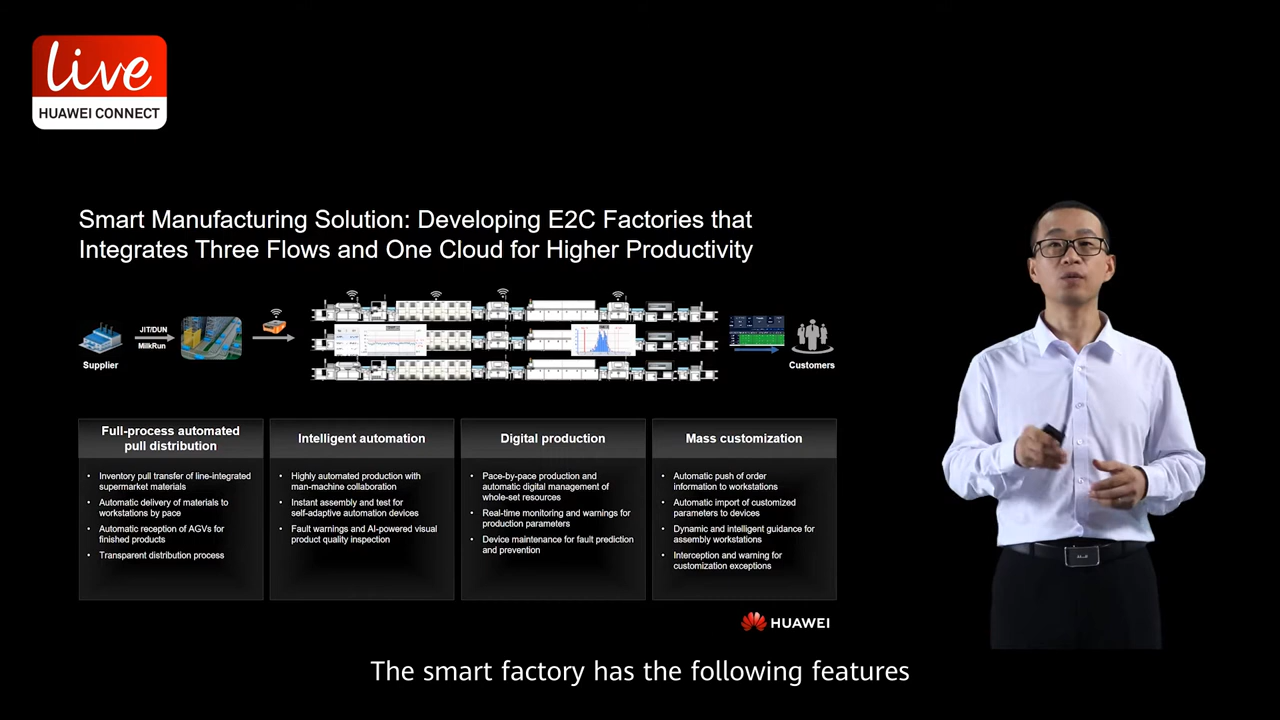 live
HUAWEI CONNECT
Smart Manufacturing Solution: Developing E2C Factories that
Integrates Three Flows and One Cloud for Higher Productivity
JIT/DUN
MilkRun
Supplier
Customers
Full-process automated
pull distribution
• Inventory pull transfer of line-integrated
supermarket materials
• Automatic delivery of materials to
workstations by pace
• Automatic reception of AGVs for
finished products
• Transparent distribution process
Intelligent automation
• Highly automated production with
man-machine collaboration
• Instant assembly and test for
self-adaptive automation devices
• Fault warnings and AI-powered visual
product quality inspection
Digital production
• Pace-by-pace production and
automatic digital management of
whole-set resources
• Real-time monitoring and warnings for
production parameters
• Device maintenance for fault prediction
and prevention
Mass customization
• Automatic push of order
information to workstations
• Automatic import of customized
parameters to devices
• Dynamic and intelligent guidance for
assembly workstations
• Interception and warning for
customization exceptions
HUAWEI
The smart factory has the following features